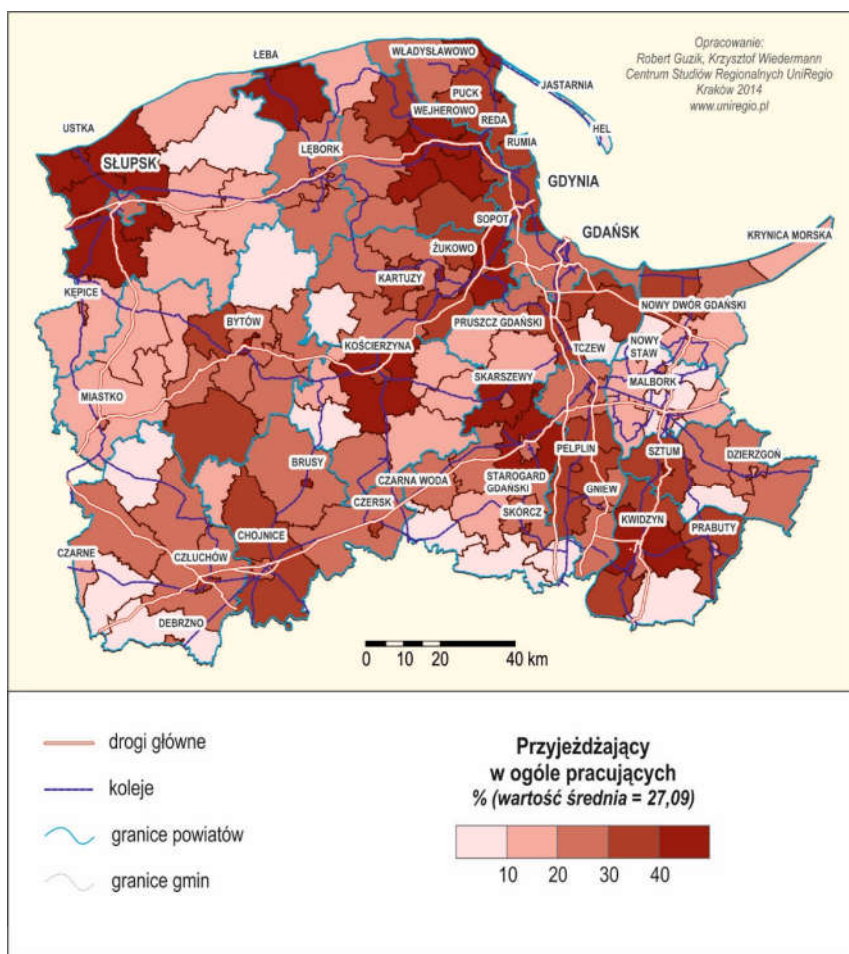 Opracowanie:
Robert Guzik, Krzysztof Wiedermann
Centrum Studiów Regionalnych UniRegio
Kraków 2014
www.uniregio.pl
ŁEBA
WŁADYSŁAWOWO
JASTARNIA
PUCK
WEJHEROWO
REDA
HEL
USTKA
RUMIA
LĘBORK
SŁUPSK
GDYNIA
SOPOT
GDAŃSK
KRYNICA MORSKA
ŻUKOWO
KARTUZY
KĘPICE
NOWY DWÓR GDAŃSKI
BYTÓW
PRUSZCZ GDAŃSKI
KOŚCIERZYNA
TCZEW
NOWY
STAW
SKARSZEWY
MALBORK
MIASTKO
PELPLIN
SZTUM
DZIERZGOŃ
BRUSY
CZARNA WODA
STAROGARD
GDAŃSKI
GNIEW
CZERSK
SKÓRCZ
KWIDZYN
PRABUTY
CHOJNICE
CZARNE
CZŁUCHÓW
DEBRZNO
0 10 20 40 km
drogi główne
koleje
granice powiatów
granice gmin
Przyjeżdżający
w ogóle pracujących
% (wartość średnia = 27,09)
10 20 30 40